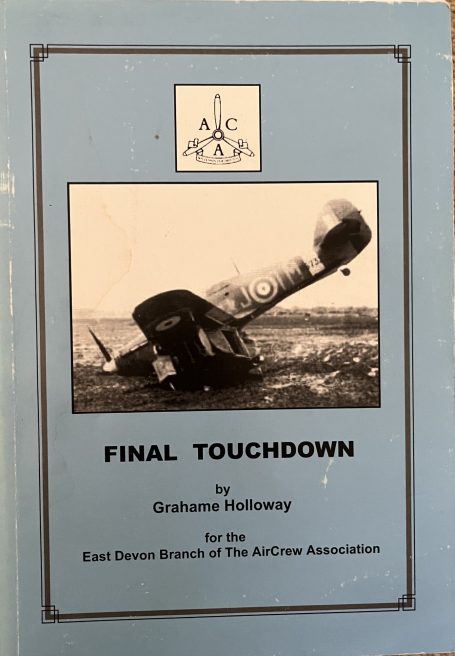 A C
A
FINAL TOUCHDOWN
by
Grahame Holloway
for the
East Devon Branch of The AirCrew Association